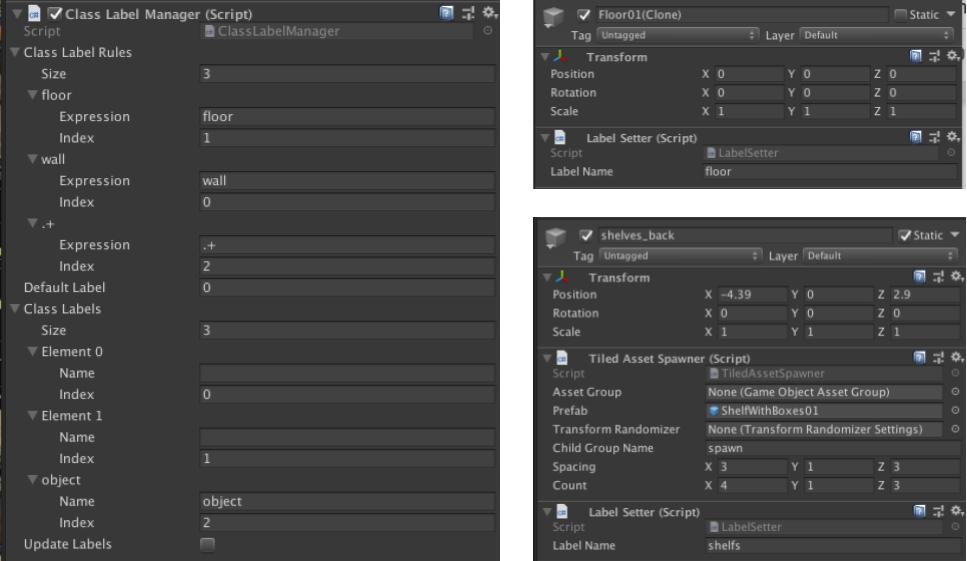 Class Label Manager (Script)
Script ClassLabelManager
Class Label Rules
Size 3
floor
Expression floor
Index 1
wall
Expression wall
Index 0
.+
Expression .+
Index 2
Default Label 0
Class Labels
Size 3
Element 0
Name
Index 0
Element 1
Name
Index 1
object
Name object
Index 2
Update Labels
Floor01(Clone) Static
Tag Untagged Layer Default
Transform
Position X 0 Y 0 Z 0
Rotation X 0 Y 0 Z 0
Scale X 1 Y 1 Z 1
Label Setter (Script)
Script LabelSetter
Label Name floor
shelves_back Static
Tag Untagged Layer Default
Transform
Position X -4.39 Y 0 Z 2.9
Rotation X 0 Y 0 Z 0
Scale X 1 Y 1 Z 1
Tiled Asset Spawner (Script)
Script TiledAssetSpawner
Asset Group None (Game Object Asset Group)
Prefab ShelfWithBoxes01
Transform Randomizer None (Transform Randomizer Settings)
Child Group Name spawn
Spacing X 3 Y 1 Z 3
Count X 4 Y 1 Z 3
Label Setter (Script)
Script LabelSetter
Label Name shelfs